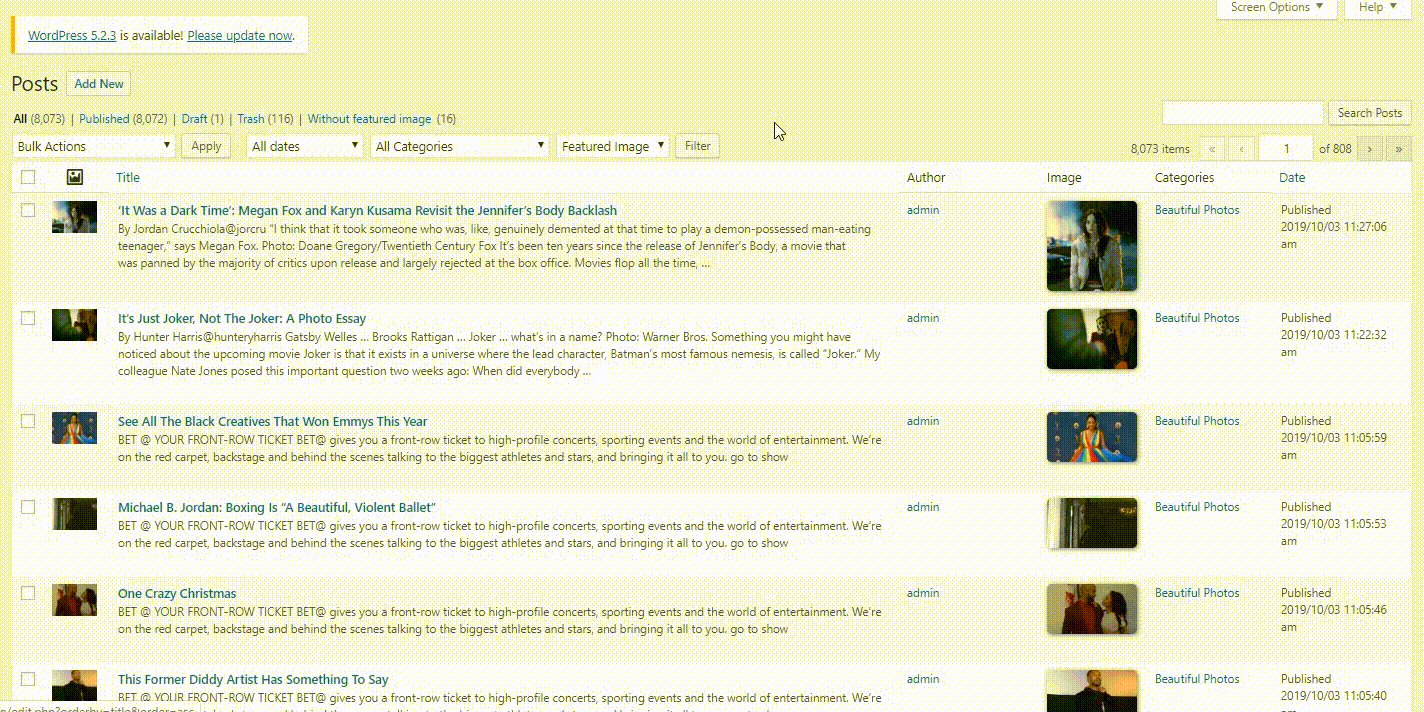 Screen Options ▼ Help ▼
WordPress 5.2.3 is available! Please update now.
Posts Add New
All (8,073) | Published (8,072) | Draft (1) | Trash (116) | Without featured image (16)
Search Posts
Bulk Actions Apply All dates All Categories Featured Image Filter
8,073 items « ‹ 1 of 808 › »
Title Author Image Categories Date
‘It Was a Dark Time’: Megan Fox and Karyn Kusama Revisit the Jennifer’s Body Backlash
By Jordan Crucchiola@jorcru “I think that it took someone who was, like, genuinely demented at that time to play a demon-possessed man-eating
teenager,” says Megan Fox. Photo: Doane Gregory/Twentieth Century Fox It’s been ten years since the release of Jennifer’s Body, a movie that
was panned by the majority of critics upon release and largely rejected at the box office. Movies flop all the time, ...
admin
Beautiful Photos
Published
2019/10/03 11:27:06
am
It’s Just Joker, Not The Joker: A Photo Essay
By Hunter Harris@hunteryharris Gatsby Welles ... Brooks Rattigan ... Joker ... what’s in a name? Photo: Warner Bros. Something you might have
noticed about the upcoming movie Joker is that it exists in a universe where the lead character, Batman’s most famous nemesis, is called “Joker.” My
colleague Nate Jones posed this important question two weeks ago: When did everybody ...
admin
Beautiful Photos
Published
2019/10/03 11:22:32
am
See All The Black Creatives That Won Emmys This Year
BET @ YOUR FRONT-ROW TICKET BET@ gives you a front-row ticket to high-profile concerts, sporting events and the world of entertainment. We’re
on the red carpet, backstage and behind the scenes talking to the biggest athletes and stars, and bringing it all to you. go to show
admin
Beautiful Photos
Published
2019/10/03 11:05:59
am
Michael B. Jordan: Boxing Is “A Beautiful, Violent Ballet”
BET @ YOUR FRONT-ROW TICKET BET@ gives you a front-row ticket to high-profile concerts, sporting events and the world of entertainment. We’re
on the red carpet, backstage and behind the scenes talking to the biggest athletes and stars, and bringing it all to you. go to show
admin
Beautiful Photos
Published
2019/10/03 11:05:53
am
One Crazy Christmas
BET @ YOUR FRONT-ROW TICKET BET@ gives you a front-row ticket to high-profile concerts, sporting events and the world of entertainment. We’re
on the red carpet, backstage and behind the scenes talking to the biggest athletes and stars, and bringing it all to you. go to show
admin
Beautiful Photos
Published
2019/10/03 11:05:46
am
This Former Diddy Artist Has Something To Say
BET @ YOUR FRONT-ROW TICKET BET@ gives you a front-row ticket to high-profile concerts, sporting events and the world of entertainment. We’re
admin
Beautiful Photos
Published
2019/10/03 11:05:40